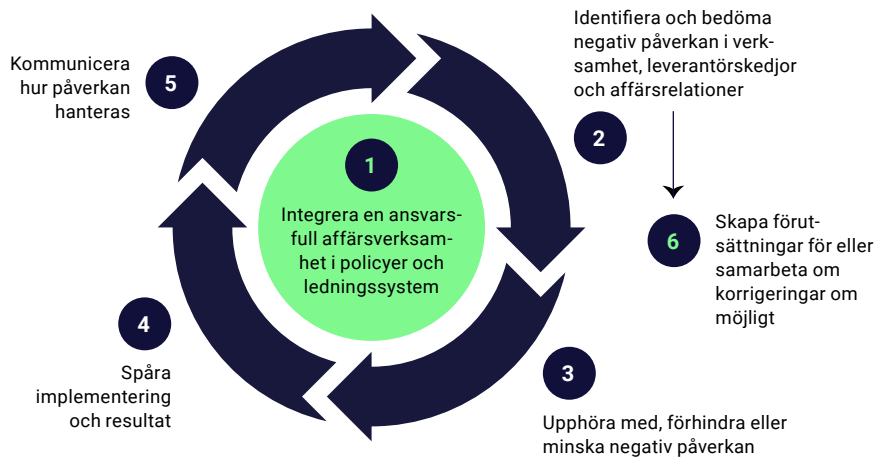 1
Integrera en ansvars-
full affärsverksam-
het i policyer och
ledningssystem
Identifiera och bedöma
negativ påverkan i verk-
samhet, leverantörskedjor
och affärsrelationer
2
3
Upphöra med, förhindra eller
minska negativ påverkan
4
Spåra
implementering
och resultat
5
Kommunicera
hur påverkan
hanteras
6
Skapa förut-
sättningar för eller
samarbeta om
korrigeringar om
möjligt